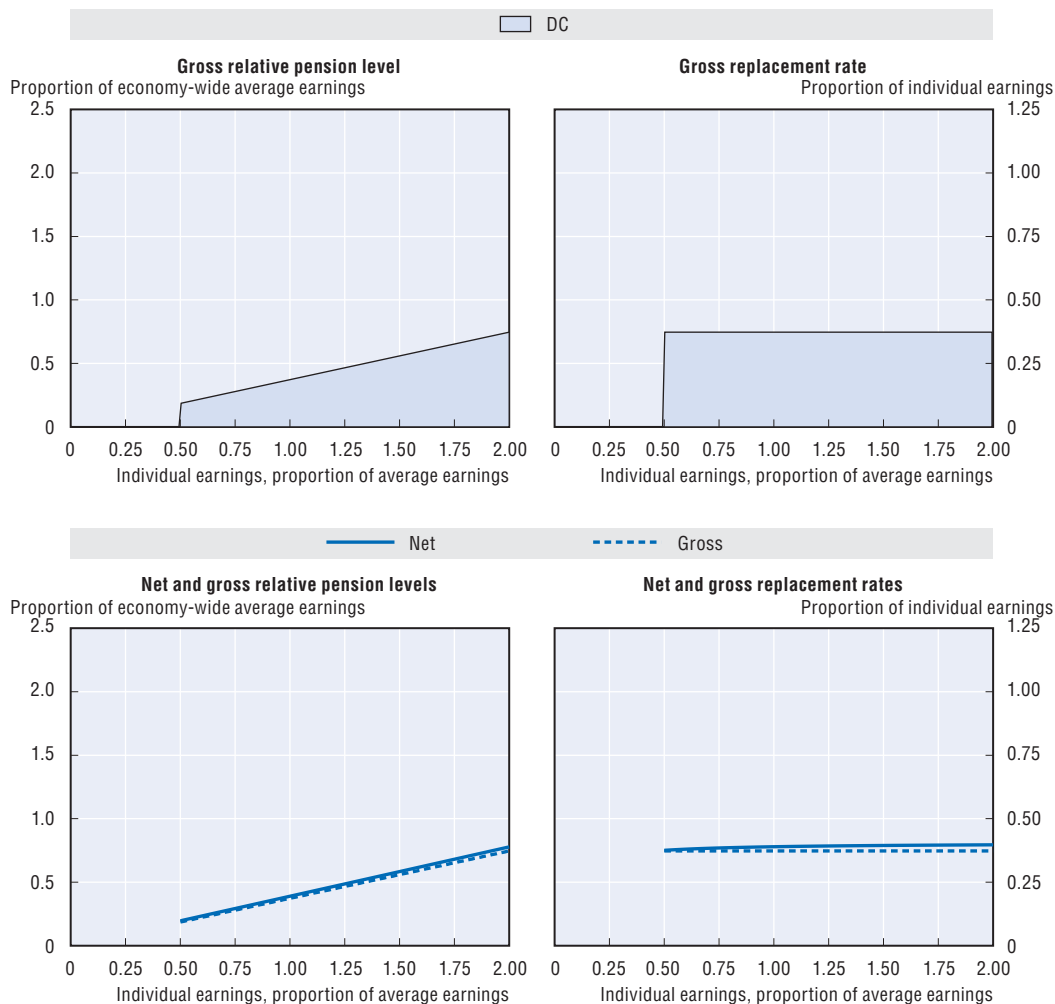 DC
Gross relative pension level
Proportion of economy-wide average earnings
2.5
2.0
1.5
1.0
0.5
0
0 0.25 0.50 0.75 1.00 1.25 1.50 1.75 2.00
Individual earnings, proportion of average earnings
Gross replacement rate
Proportion of individual earnings
1.25
1.00
0.75
0.50
0.25
0
0 0.25 0.50 0.75 1.00 1.25 1.50 1.75 2.00
Individual earnings, proportion of average earnings
Net Gross
Net and gross relative pension levels
Proportion of economy-wide average earnings
2.5
2.0
1.5
1.0
0.5
0
0 0.25 0.50 0.75 1.00 1.25 1.50 1.75 2.00
Individual earnings, proportion of average earnings
Net and gross replacement rates
Proportion of individual earnings
1.25
1.00
0.75
0.50
0.25
0
0 0.25 0.50 0.75 1.00 1.25 1.50 1.75 2.00
Individual earnings, proportion of average earnings